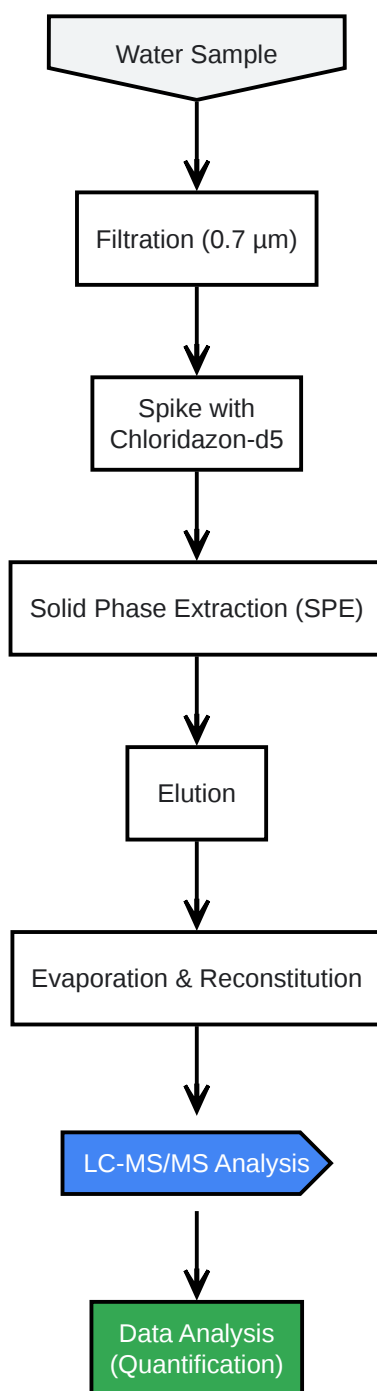 Water Sample
Filtration (0.7 µm)
Spike with
Chloridazon-d5
Solid Phase Extraction (SPE)
Elution
Evaporation & Reconstitution
LC-MS/MS Analysis
Data Analysis
(Quantification)